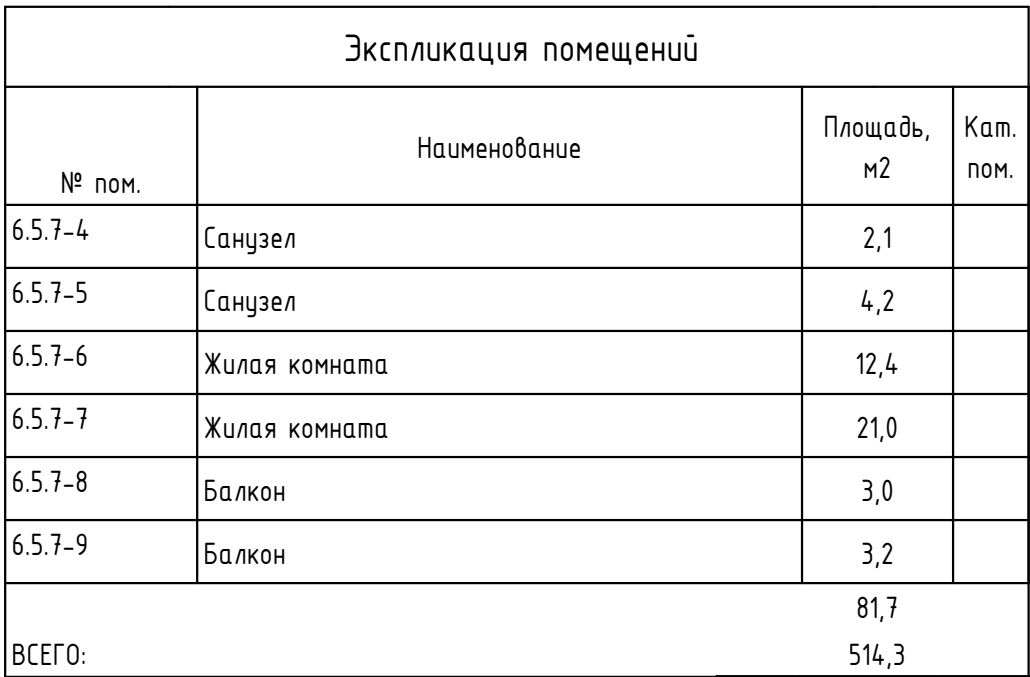 Экспликация помещений
№ пом. Наименование Площадь, м2 Кат. пом.
6.5.7-4 Санузел 2,1
6.5.7-5 Санузел 4,2
6.5.7-6 Жилая комната 12,4
6.5.7-7 Жилая комната 21,0
6.5.7-8 Балкон 3,0
6.5.7-9 Балкон 3,2
81,7
ВСЕГО: 514,3